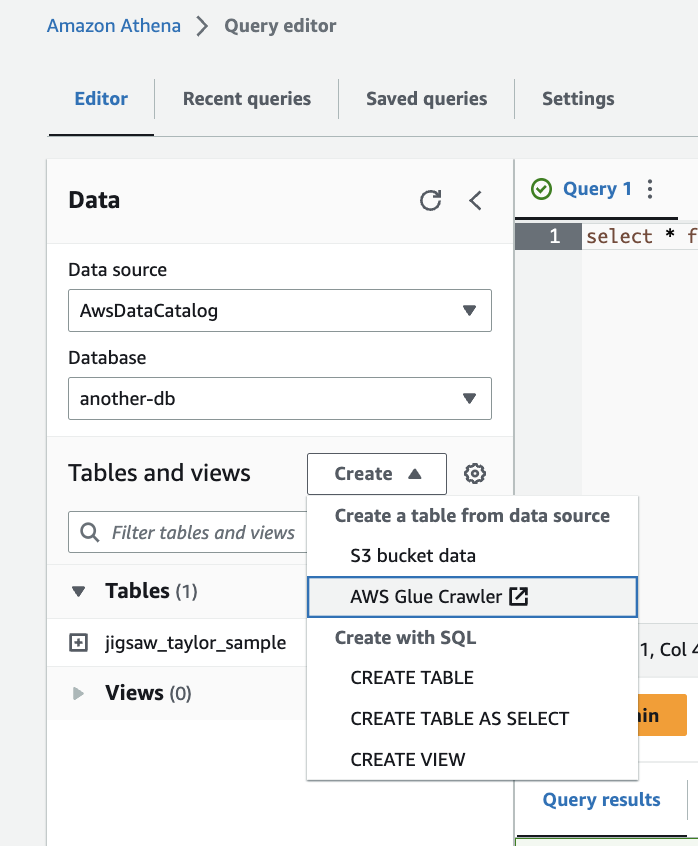 Amazon Athena > Query editor
Editor Recent queries Saved queries Settings
Data
Query 1
1 select * f
Data source
AwsDataCatalog
Database
another-db
Tables and views
Create
Filter tables and views
Create a table from data source
S3 bucket data
AWS Glue Crawler
Create with SQL
CREATE TABLE
CREATE TABLE AS SELECT
CREATE VIEW
Tables (1)
jigsaw_taylor_sample
Views (0)
1, Col 4
ain
Query results